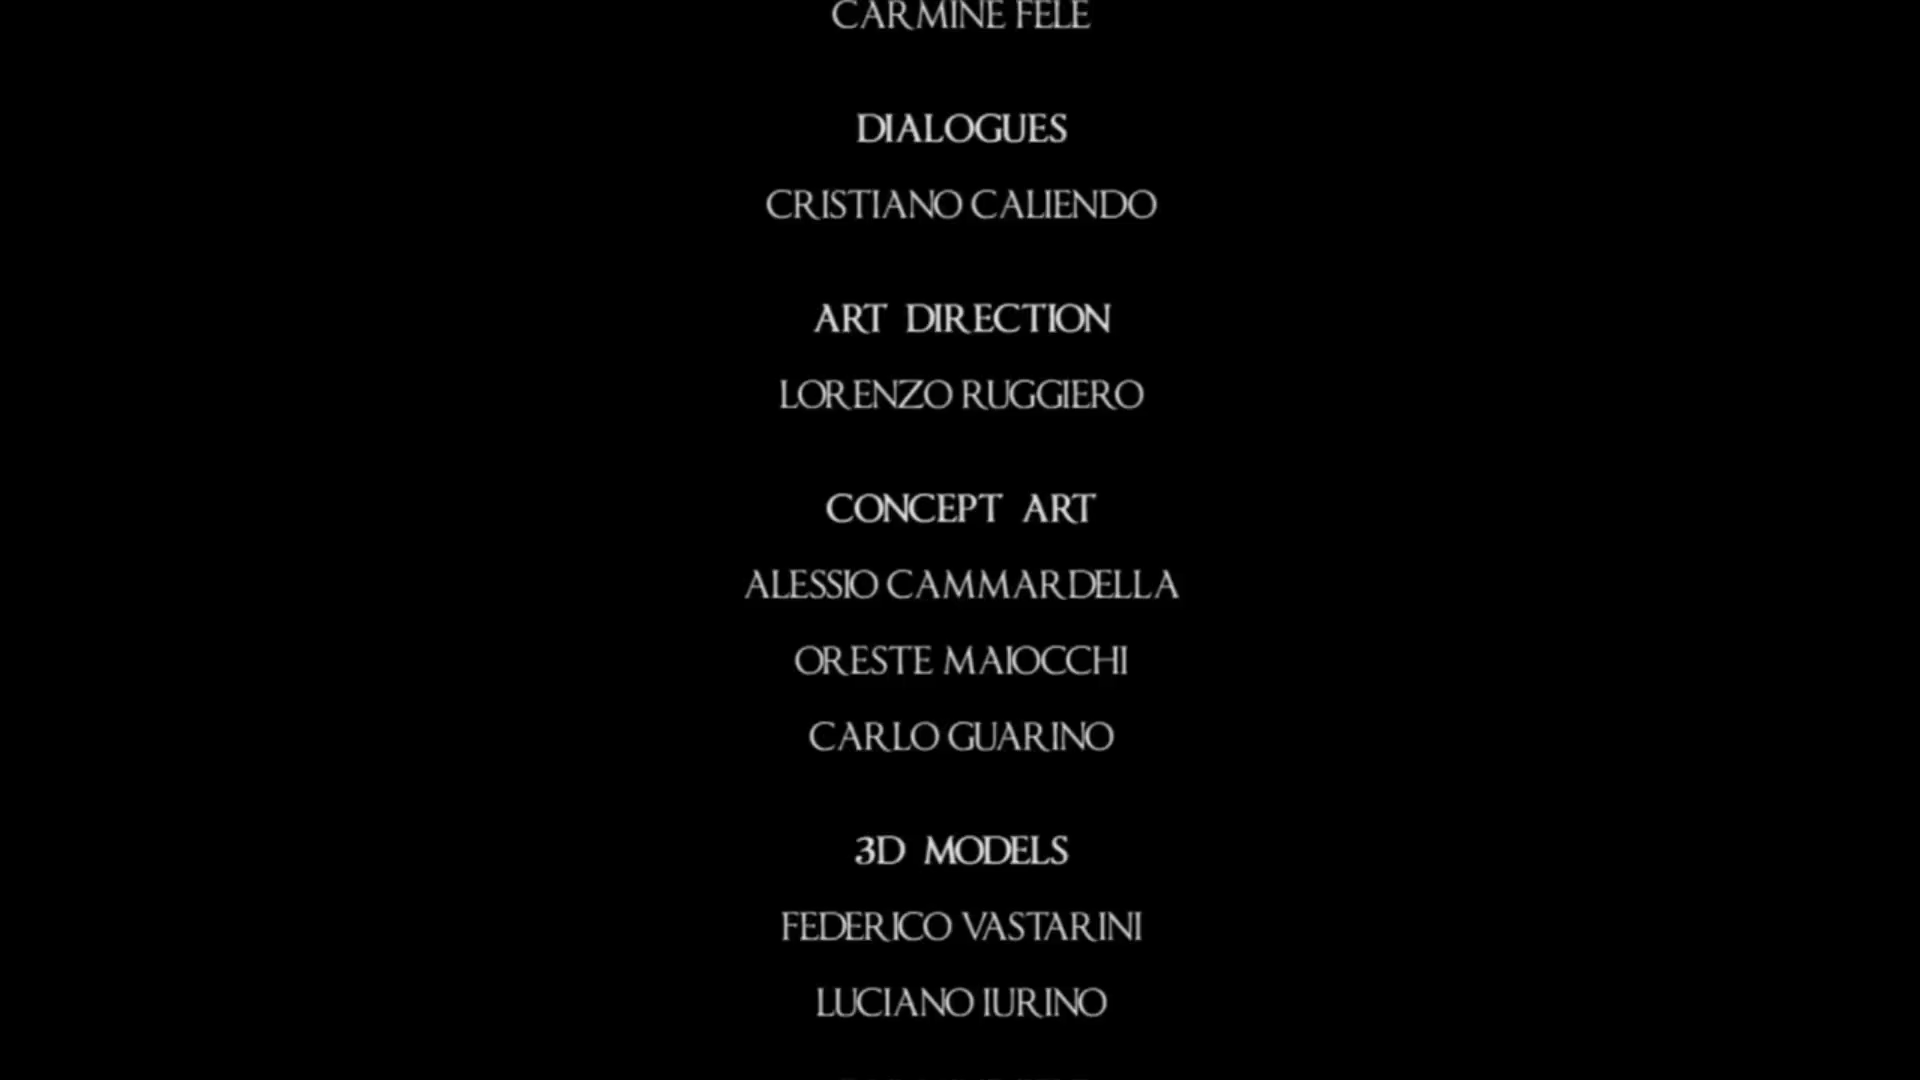 CARMINE FELE
DIALOGUES
CRISTIANO CALIENDO
ART DIRECTION
LORENZO RUGGIERO
CONCEPT ART
ALESSIO CAMMARDELLA
ORESTE MAIOCCHI
CARLO GUARINO
3D MODELS
FEDERICO VASTARINI
LUCIANO IURINO